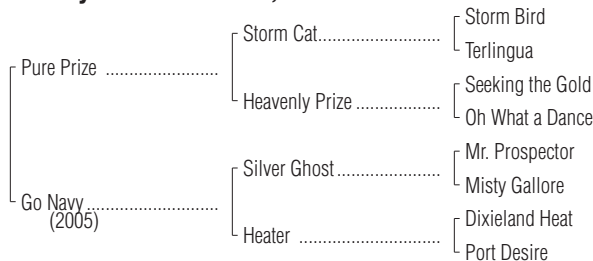 Storm Bird
Storm Cat
Terlingua
Pure Prize
Seeking the Gold
Heavenly Prize
Oh What a Dance
Mr. Prospector
Silver Ghost
Misty Gallore
Go Navy
(2005)
Dixieland Heat
Heater
Port Desire